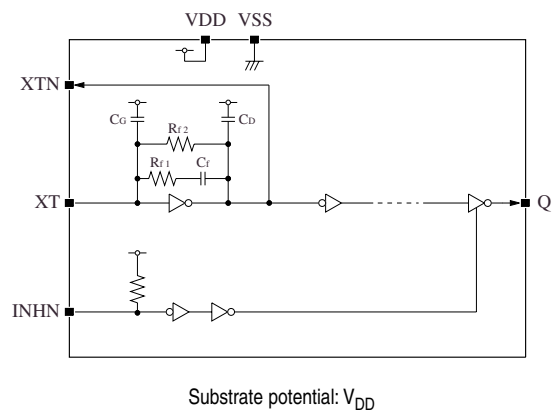 VDD VSS
XTN
CG CD
Rf2
Rf1 Cf
XT Q
INHN
Substrate potential: VDD